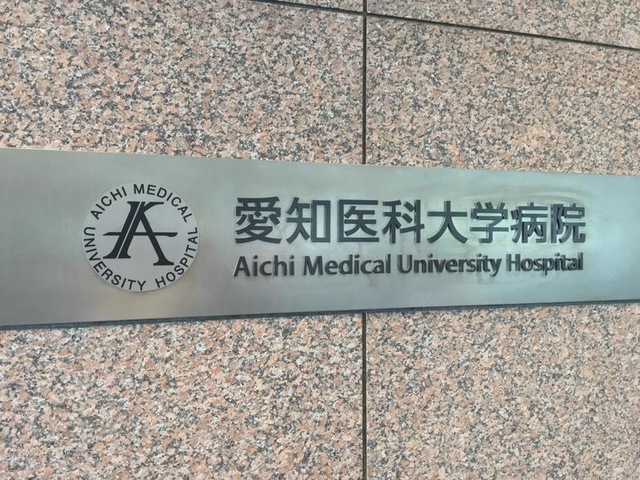 AICHI MEDICAL
UNIVERSITY HOSPITAL
愛知医科大学病院
Aichi Medical University Hospital